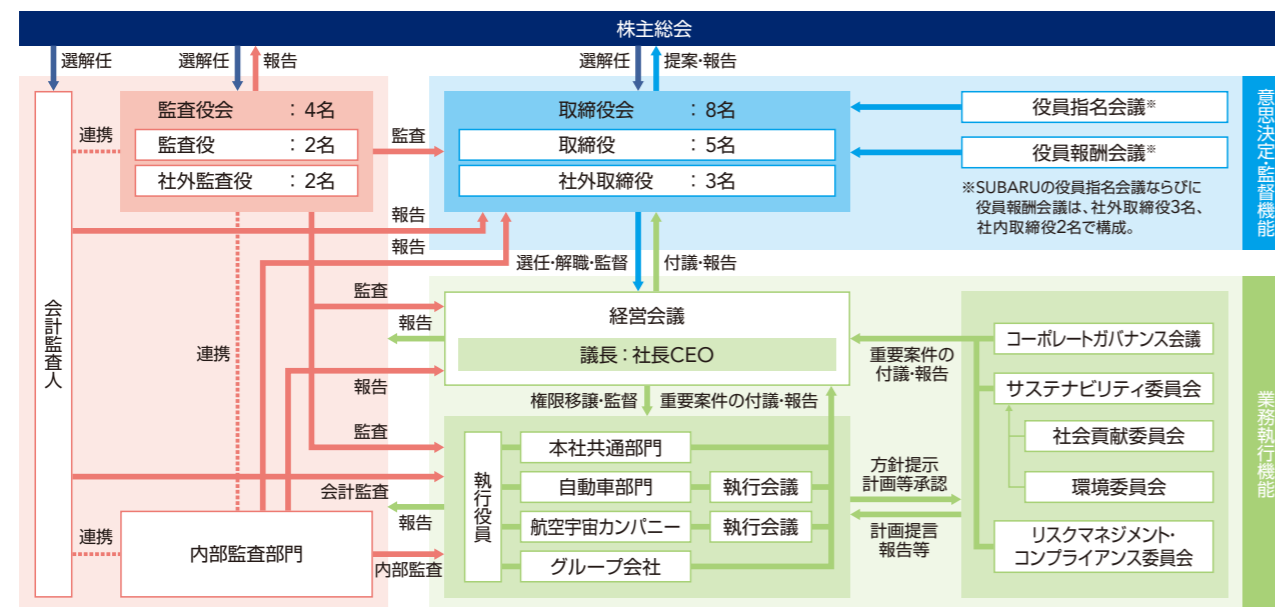 株主総会
選解任
選解任
報告
選解任
提案・報告
監査役会 : 4名
監査役 : 2名
社外監査役 : 2名
連携
監査
取締役会 : 8名
取締役 : 5名
社外取締役 : 3名
役員指名会議※
役員報酬会議※
※SUBARUの役員指名会議ならびに
役員報酬会議は、社外取締役3名、
社内取締役2名で構成。
意思決定・監督機能
報告
報告
選任・解職・監督
付議・報告
会計監査人
連携
監査
報告
報告
経営会議
議長:社長CEO
重要案件の
付議・報告
コーポレートガバナンス会議
サステナビリティ委員会
社会貢献委員会
環境委員会
リスクマネジメント・
コンプライアンス委員会
業務執行機能
権限移譲・監督
重要案件の付議・報告
監査
会計監査
報告
執行役員
本社共通部門
自動車部門
執行会議
航空宇宙カンパニー
執行会議
グループ会社
方針提示
計画等承認
計画提言
報告等
連携
内部監査部門
内部監査